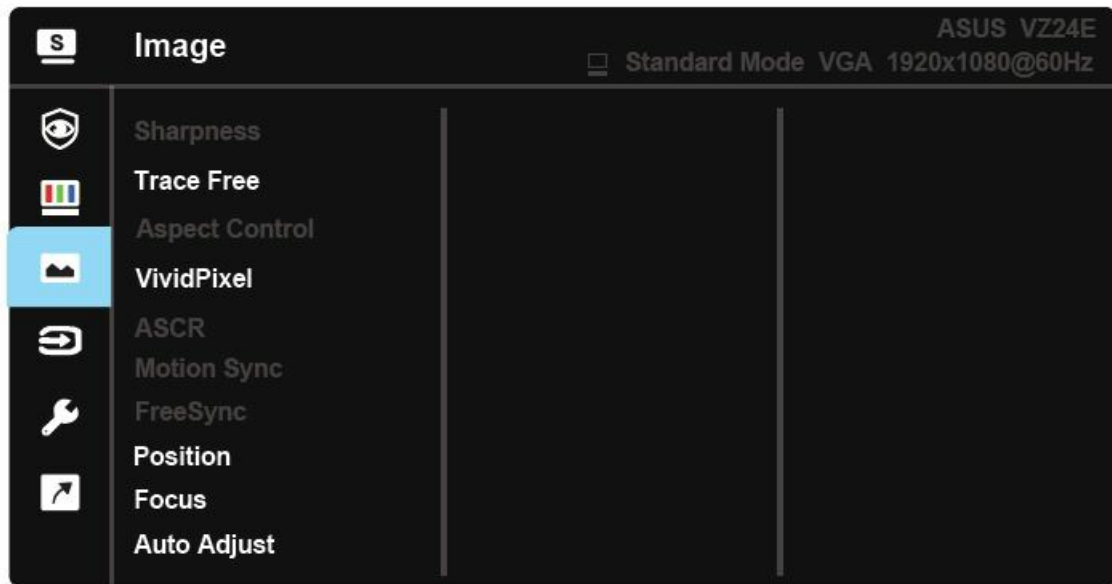 S
Image
ASUS VZ24E
Standard Mode VGA 1920x1080@60Hz
Sharpness
Trace Free
Aspect Control
VividPixel
ASCR
Motion Sync
FreeSync
Position
Focus
Auto Adjust